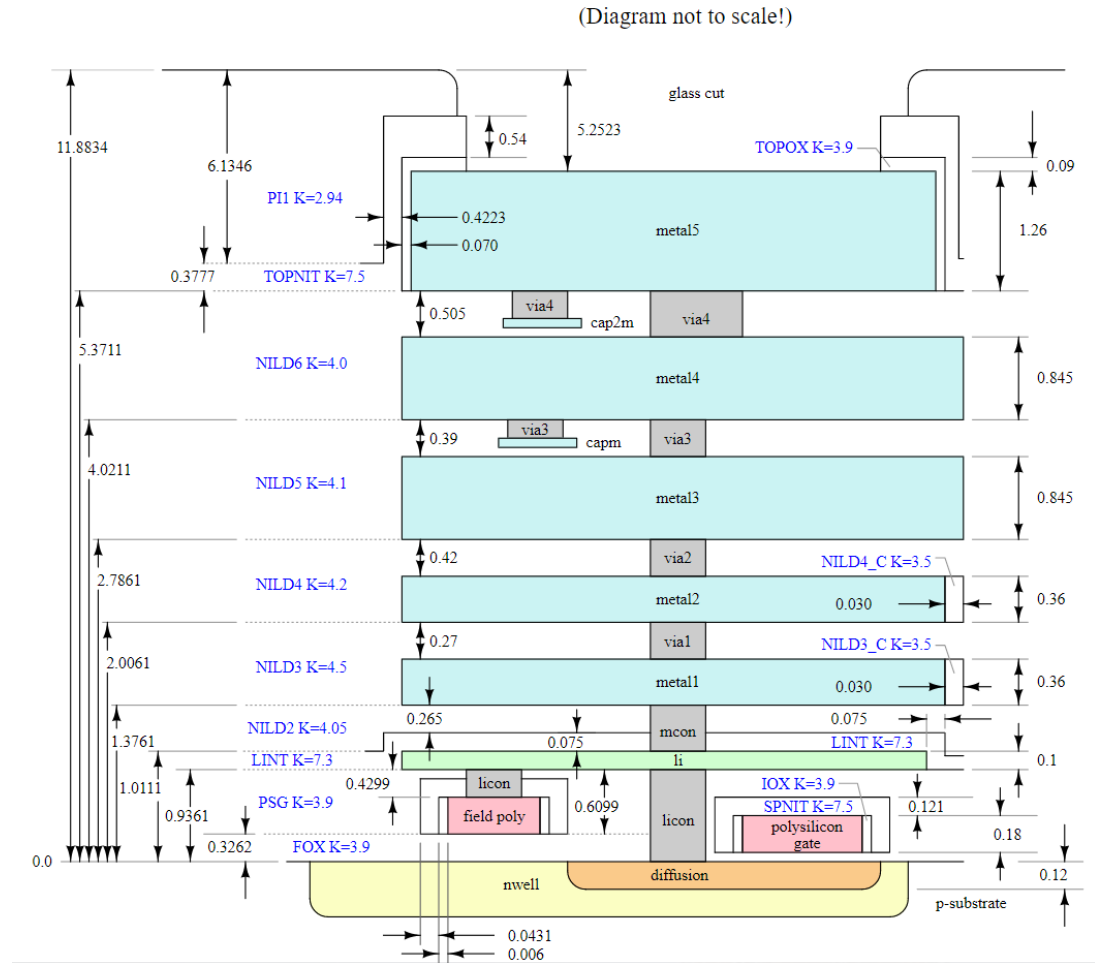 (Diagram not to scale!)
glass cut
11.8834
6.1346
0.54
5.2523
TOPOX K=3.9
0.09
PI1 K=2.94
0.4223
metal5
1.26
0.070
0.3777
TOPNIT K=7.5
0.505
via4
via4
cap2m
5.3711
NILD6 K=4.0
metal4
0.845
0.39
via3
via3
capm
4.0211
NILD5 K=4.1
metal3
0.845
0.42
via2
NILD4_C K=3.5
2.7861
NILD4 K=4.2
metal2
0.030
0.36
0.27
via1
NILD3_C K=3.5
2.0061
NILD3 K=4.5
metal1
0.030
0.36
0.265
0.075
NILD2 K=4.05
mcon
1.3761
0.075
LINT K=7.3
LINT K=7.3
li
0.1
1.0111
0.4299
licon
IOX K=3.9
PSG K=3.9
0.6099
SPNIT K=7.5
0.121
0.9361
field poly
licon
polysilicon
gate
0.18
0.3262
FOX K=3.9
0.0
nwell
diffusion
0.12
p-substrate
0.0431
0.006